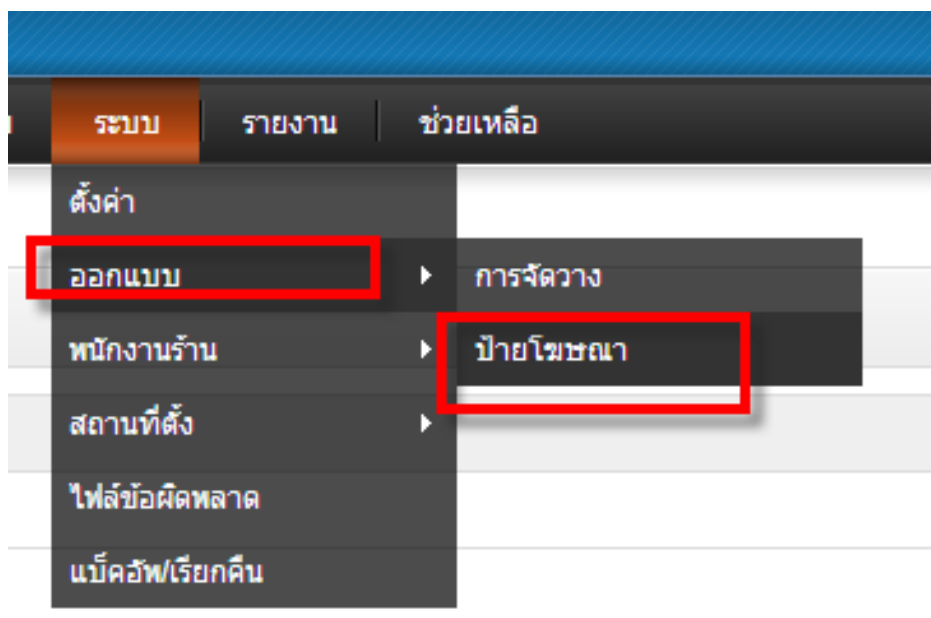 ระบบ รายงาน ช่วยเหลือ
ตั้งค่า
ออกแบบ การจัดวาง
พนักงานร้าน ป้ายโฆษณา
สถานที่ตั้ง
ไฟล์ข้อผิดพลาด
แบ็คอัพ/เรียกคืน